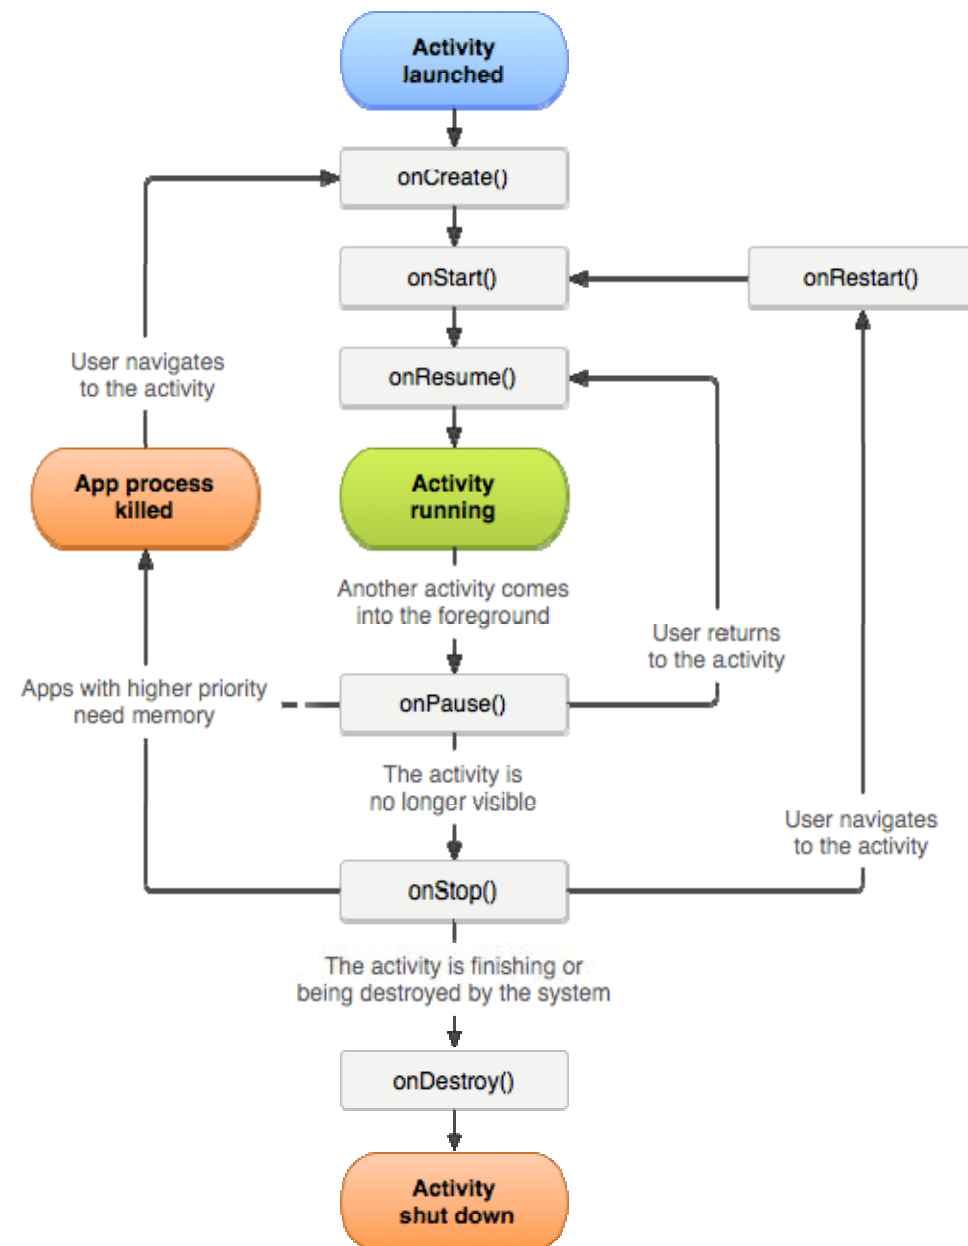 Activity
launched
onCreate()
onStart()
onRestart()
User navigates
to the activity
onResume()
App process
killed
Activity
running
Another activity comes
into the foreground
User returns
to the activity
Apps with higher priority
need memory
onPause()
The activity is
no longer visible
User navigates
to the activity
onStop()
The activity is finishing or
being destroyed by the system
onDestroy()
Activity
shut down